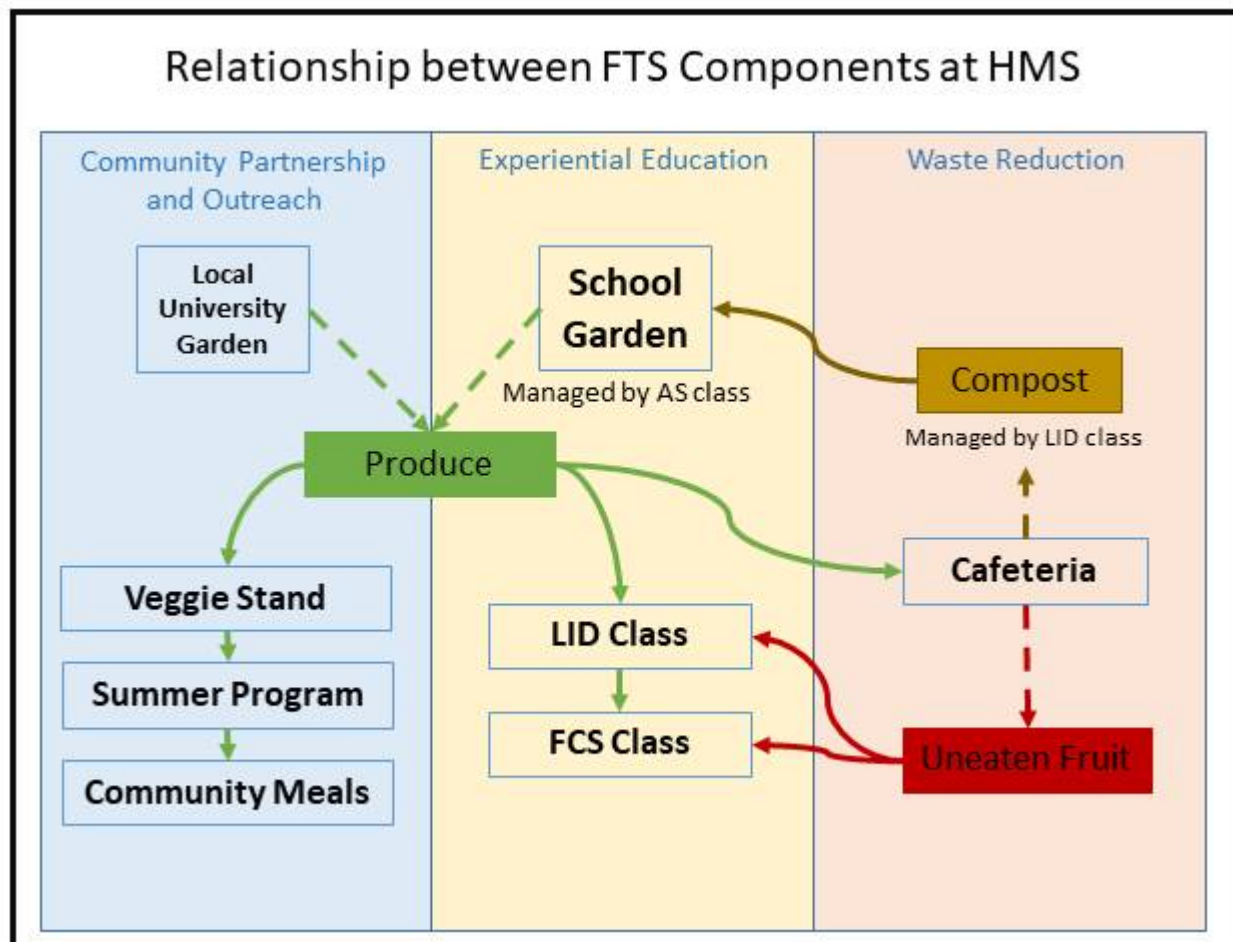 Relationship between FTS Components at HMS
Community Partnership
and Outreach
Experiential Education
Waste Reduction
Local
University
Garden
School
Garden
Managed by AS class
Compost
Managed by LID class
Produce
Cafeteria
Veggie Stand
Summer Program
Community Meals
LID Class
FCS Class
Uneaten Fruit